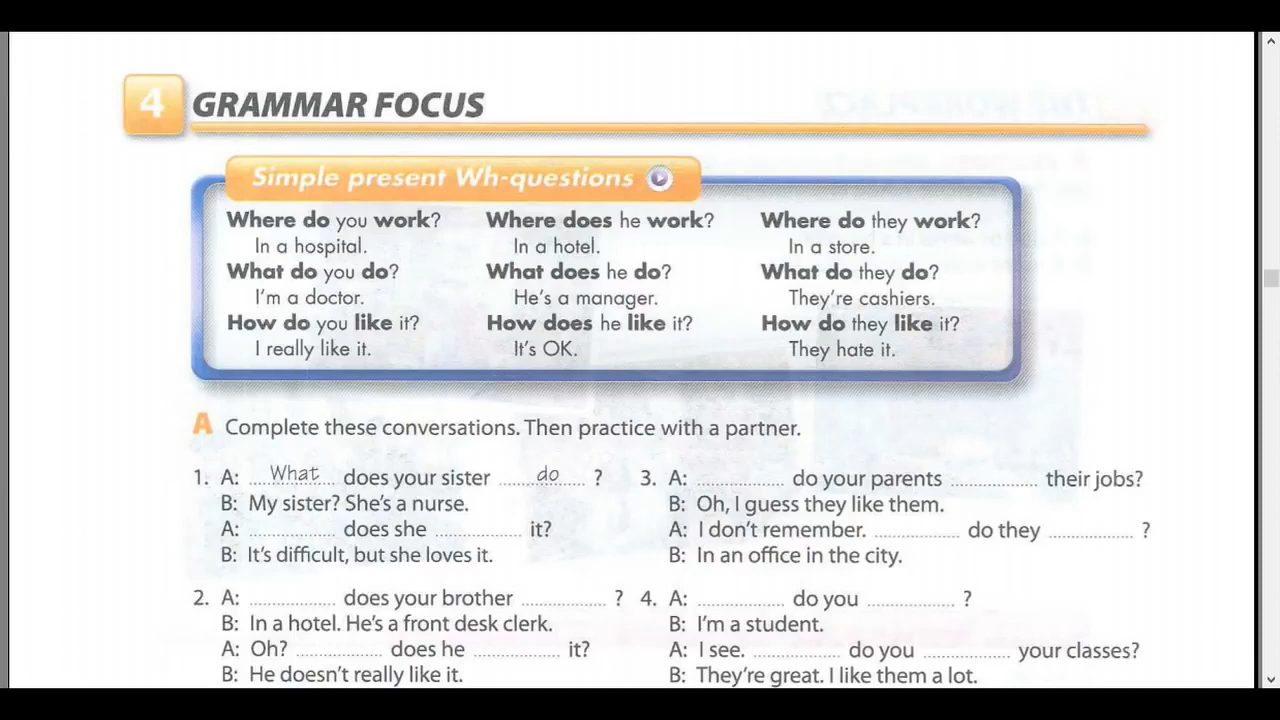 4 GRAMMAR FOCUS
Simple present Wh-questions
Where do you work?
In a hospital.
What do you do?
I'm a doctor.
How do you like it?
I really like it.
Where does he work?
In a hotel.
What does he do?
He's a manager.
How does he like it?
It's OK.
Where do they work?
In a store.
What do they do?
They're cashiers.
How do they like it?
They hate it.
A Complete these conversations. Then practice with a partner.
1. A: What does your sister do ?
B: My sister? She's a nurse.
A: ............... does she ............... it?
B: It's difficult, but she loves it.
2. A: ............... does your brother ............... ?
B: In a hotel. He's a front desk clerk.
A: Oh? ............... does he ............... it?
B: He doesn't really like it.
3. A: ............... do your parents ............... their jobs?
B: Oh, I guess they like them.
A: I don't remember. ............... do they ............... ?
B: In an office in the city.
4. A: ............... do you ............... ?
B: I'm a student.
A: I see. ............... do you ............... your classes?
B: They're great. I like them a lot.